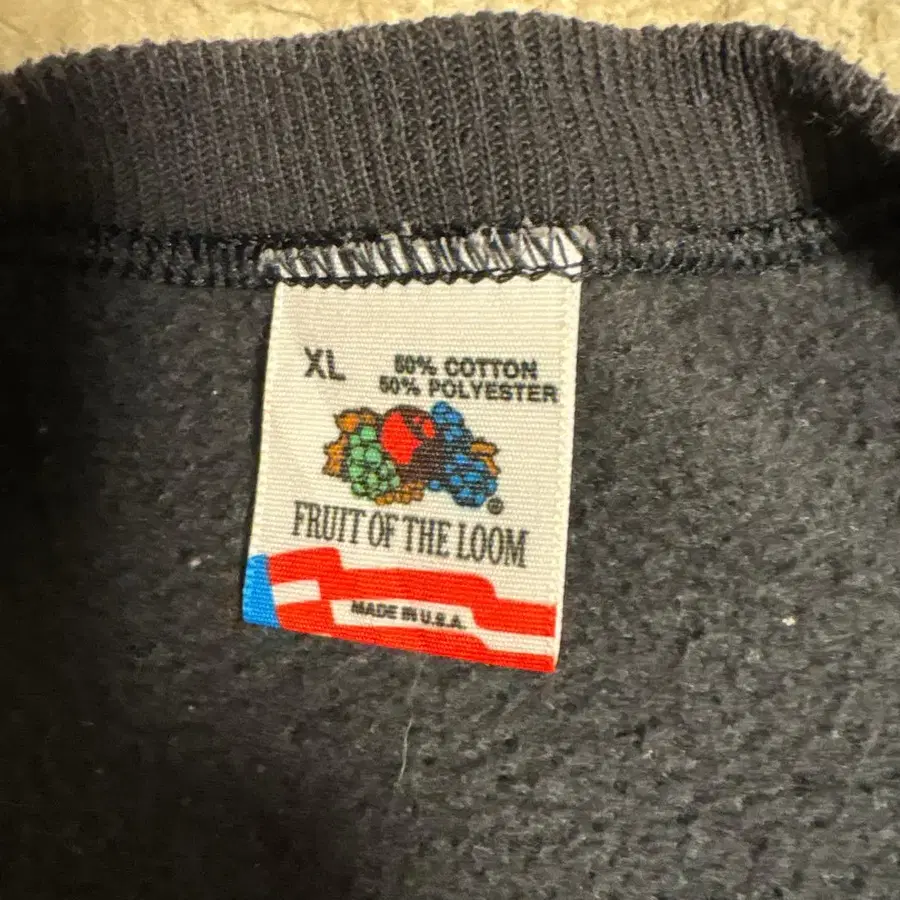 XL
50% COTTON
50% POLYESTER
®
FRUIT OF THE LOOM
MADE IN U.S.A.